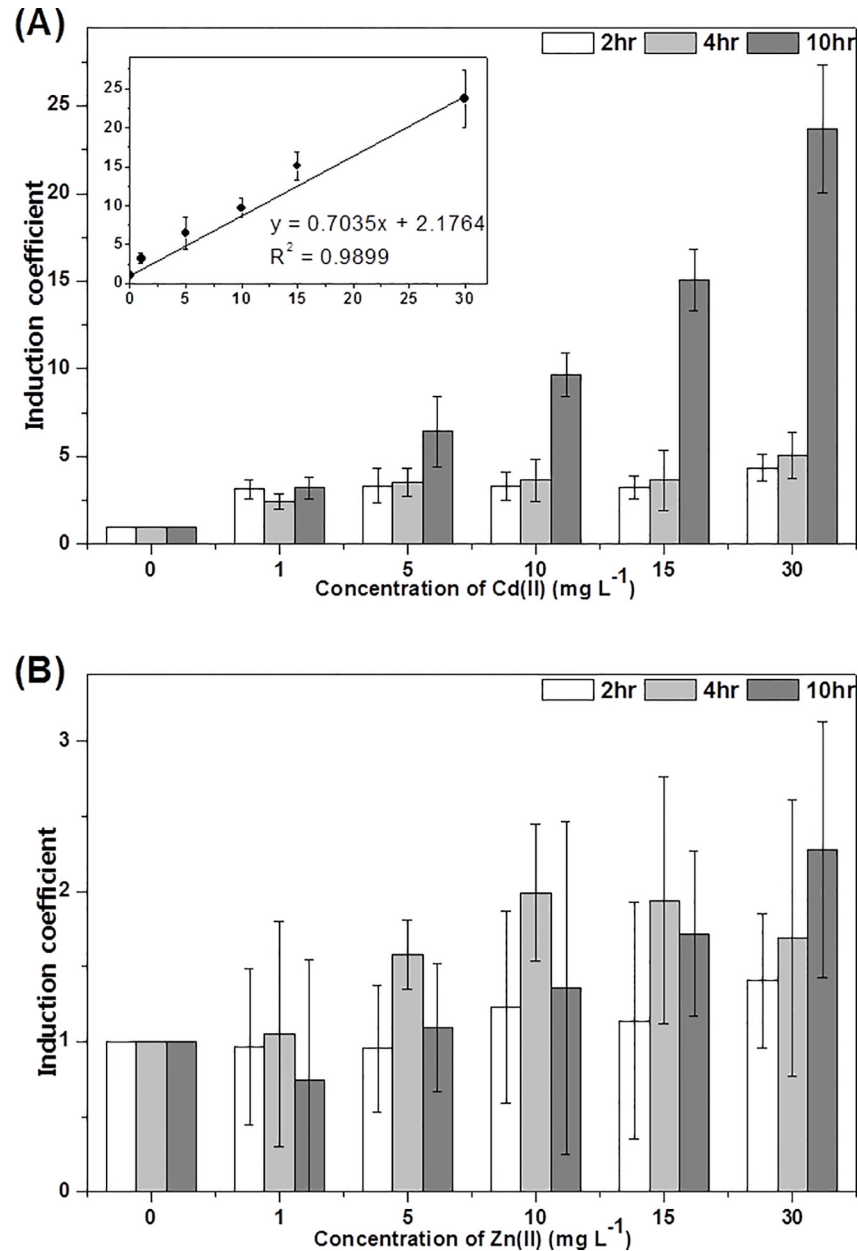 (A)
2hr 4hr 10hr
25
20
15
10
5
0
Induction coefficient
25
20
15
10
5
0
0 5 10 15 20 25 30
y = 0.7035x + 2.1764
R² = 0.9899
0 1 5 10 15 30
Concentration of Cd(II) (mg L⁻¹)
(B)
2hr 4hr 10hr
3
2
1
0
Induction coefficient
0 1 5 10 15 30
Concentration of Zn(II) (mg L⁻¹)